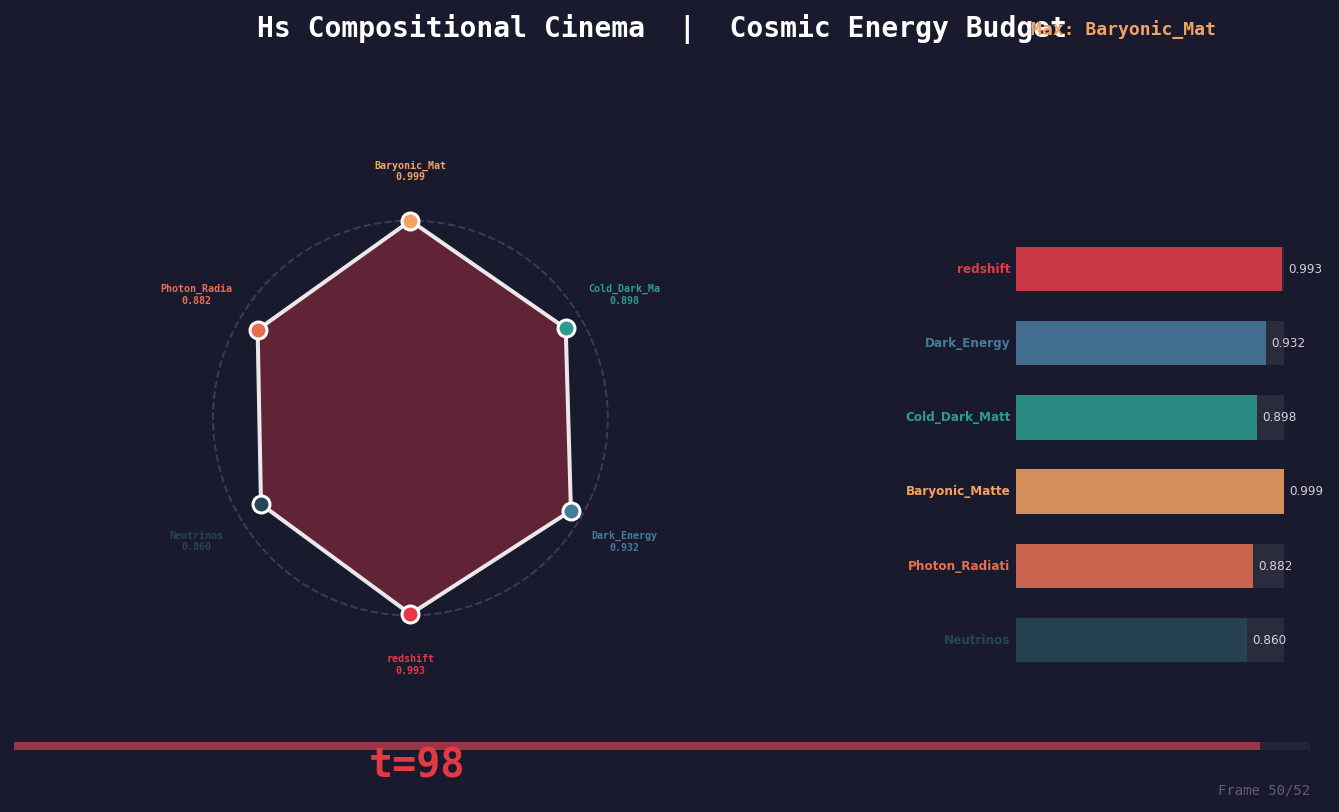 Hs Compositional Cinema | Cosmic Energy Budget
Max: Baryonic_Mat
Baryonic_Mat
0.999
Photon_Radia
0.882
Cold_Dark_Ma
0.898
Neutrinos
0.860
Dark_Energy
0.932
redshift
0.993
redshift 0.993
Dark_Energy 0.932
Cold_Dark_Matt 0.898
Baryonic_Matte 0.999
Photon_Radiati 0.882
Neutrinos 0.860
t=98
Frame 50/52